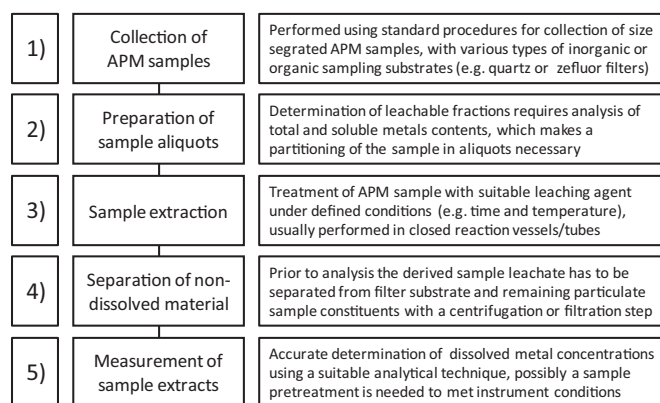 1)
Collection of
APM samples
Performed using standard procedures for collection of size
segrated APM samples, with various types of inorganic or
organic sampling substrates (e.g. quartz or zefluor filters)
2)
Preparation of
sample aliquots
Determination of leachable fractions requires analysis of
total and soluble metals contents, which makes a
partitioning of the sample in aliquots necessary
3)
Sample extraction
Treatment of APM sample with suitable leaching agent
under defined conditions (e.g. time and temperature),
usually performed in closed reaction vessels/tubes
4)
Separation of non-
dissolved material
Prior to analysis the derived sample leachate has to be
separated from filter substrate and remaining particulate
sample constituents with a centrifugation or filtration step
5)
Measurement of
sample extracts
Accurate determination of dissolved metal concentrations
using a suitable analytical technique, possibly a sample
pretreatment is needed to met instrument conditions